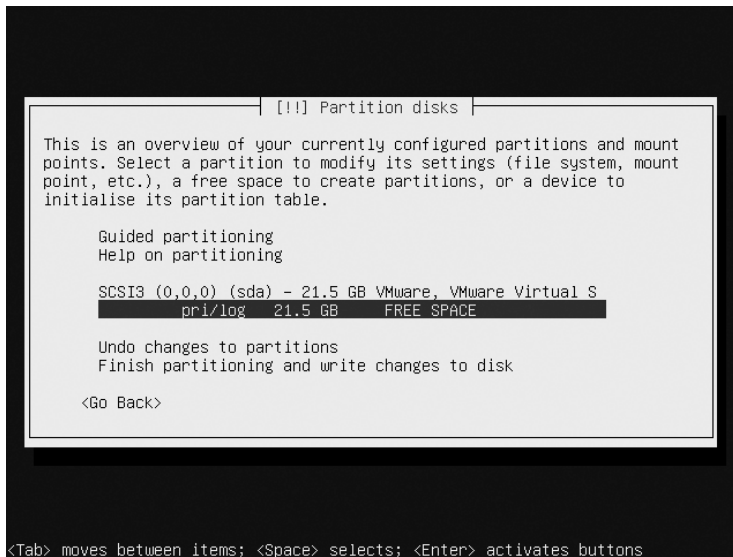 [!!] Partition disks
This is an overview of your currently configured partitions and mount
points. Select a partition to modify its settings (file system, mount
point, etc.), a free space to create partitions, or a device to
initialise its partition table.
Guided partitioning
Help on partitioning
SCSI3 (0,0,0) (sda) - 21.5 GB VMware, VMware Virtual S
pri/log 21.5 GB FREE SPACE
Undo changes to partitions
Finish partitioning and write changes to disk
<Go Back>
<Tab> moves between items; <Space> selects; <Enter> activates buttons